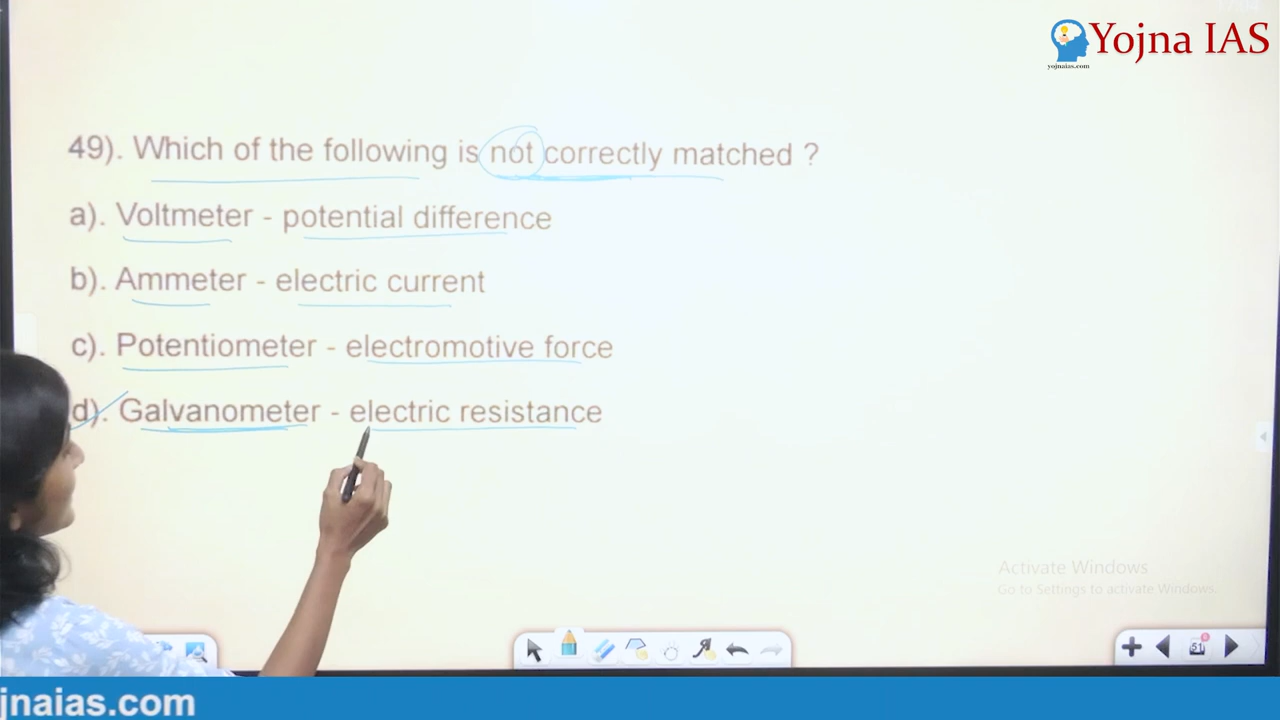 Yojna IAS
yojnaias.com
49). Which of the following is not correctly matched ?
a). Voltmeter - potential difference
b). Ammeter - electric current
c). Potentiometer - electromotive force
d). Galvanometer - electric resistance
Activate Windows
Go to Settings to activate Windows.
51
jnaias.com